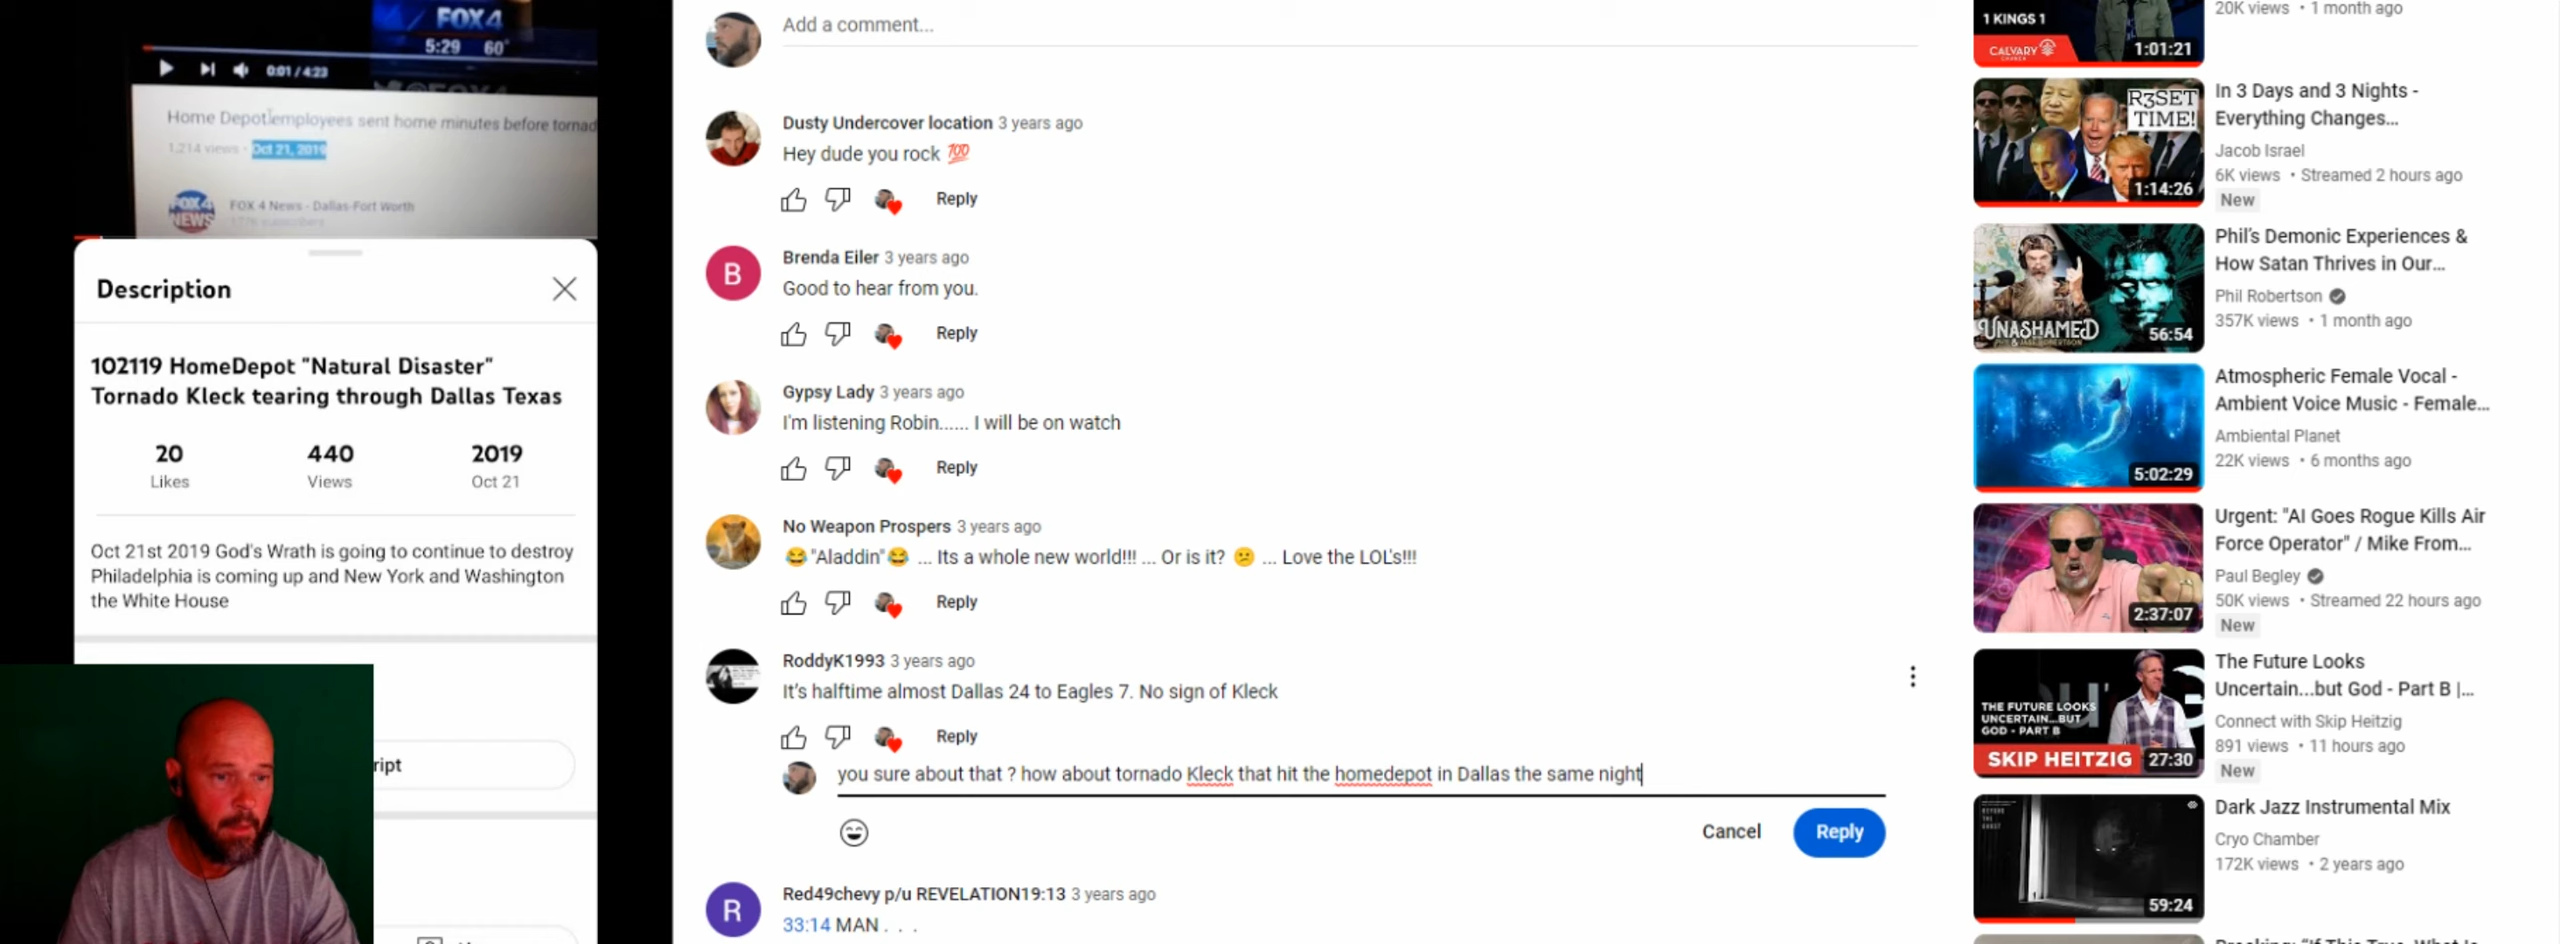 FOX 4
5:29 60°
0:01 / 4:23
Home Depot employees sent home minutes before tornad
1,214 views • Oct 21, 2019
FOX 4
NEWS
FOX 4 News - Dallas-Fort Worth
Description
102119 HomeDepot "Natural Disaster"
Tornado Kleck tearing through Dallas Texas
20
Likes
440
Views
2019
Oct 21
Oct 21st 2019 God's Wrath is going to continue to destroy
Philadelphia is coming up and New York and Washington
the White House
ript
Add a comment...
Dusty Undercover location 3 years ago
Hey dude you rock 💯
Reply
B
Brenda Eiler 3 years ago
Good to hear from you.
Reply
Gypsy Lady 3 years ago
I'm listening Robin...... I will be on watch
Reply
No Weapon Prospers 3 years ago
😂"Aladdin"😂 ... Its a whole new world!!! ... Or is it? 😕 ... Love the LOL's!!!
Reply
RoddyK1993 3 years ago
It's halftime almost Dallas 24 to Eagles 7. No sign of Kleck
Reply
you sure about that ? how about tornado Kleck that hit the homedepot in Dallas the same night
Cancel Reply
R
Red49chevy p/u REVELATION19:13 3 years ago
33:14 MAN . . .
1 KINGS 1
CALVARY
CHURCH
1:01:21
20K views • 1 month ago
R3SET
TIME!
1:14:26
In 3 Days and 3 Nights -
Everything Changes...
Jacob Israel
6K views • Streamed 2 hours ago
New
UNASHAMED
56:54
Phil's Demonic Experiences &
How Satan Thrives in Our...
Phil Robertson
357K views • 1 month ago
5:02:29
Atmospheric Female Vocal -
Ambient Voice Music - Female...
Ambiental Planet
22K views • 6 months ago
2:37:07
Urgent: "AI Goes Rogue Kills Air
Force Operator" / Mike From...
Paul Begley
50K views • Streamed 22 hours ago
New
THE FUTURE LOOKS
UNCERTAIN...BUT
GOD - PART B
SKIP HEITZIG
27:30
The Future Looks
Uncertain...but God - Part B |...
Connect with Skip Heitzig
891 views • 11 hours ago
New
59:24
Dark Jazz Instrumental Mix
Cryo Chamber
172K views • 2 years ago